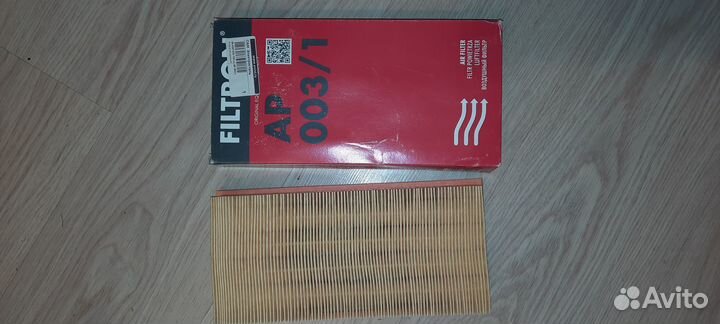 FILTRON®
AP
003/1
AIR FILTER
FILTR POWIETRZA
LUFTFILTER
ВОЗДУШНЫЙ ФИЛЬТР
Avito